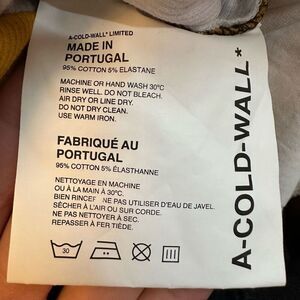 A-COLD-WALL* LIMITED
MADE IN
PORTUGAL
95% COTTON 5% ELASTANE
MACHINE OR HAND WASH 30ºC
RINSE WELL. DO NOT BLEACH.
AIR DRY OR LINE DRY.
DO NOT DRY CLEAN.
USE WARM IRON.
FABRIQUÉ AU
PORTUGAL
95% COTTON 5% ÉLASTHANNE
NETTOYAGE EN MACHINE
OU À LA MAIN À 30ºC.
BIEN RINCER NE PAS UTILISER D'EAU DE JAVEL.
SÉCHER À L'AIR OU SUR CORDE.
NE PAS NETTOYER À SEC.
REPASSER À FER TIÈDE.
30
A-COLD-WALL*